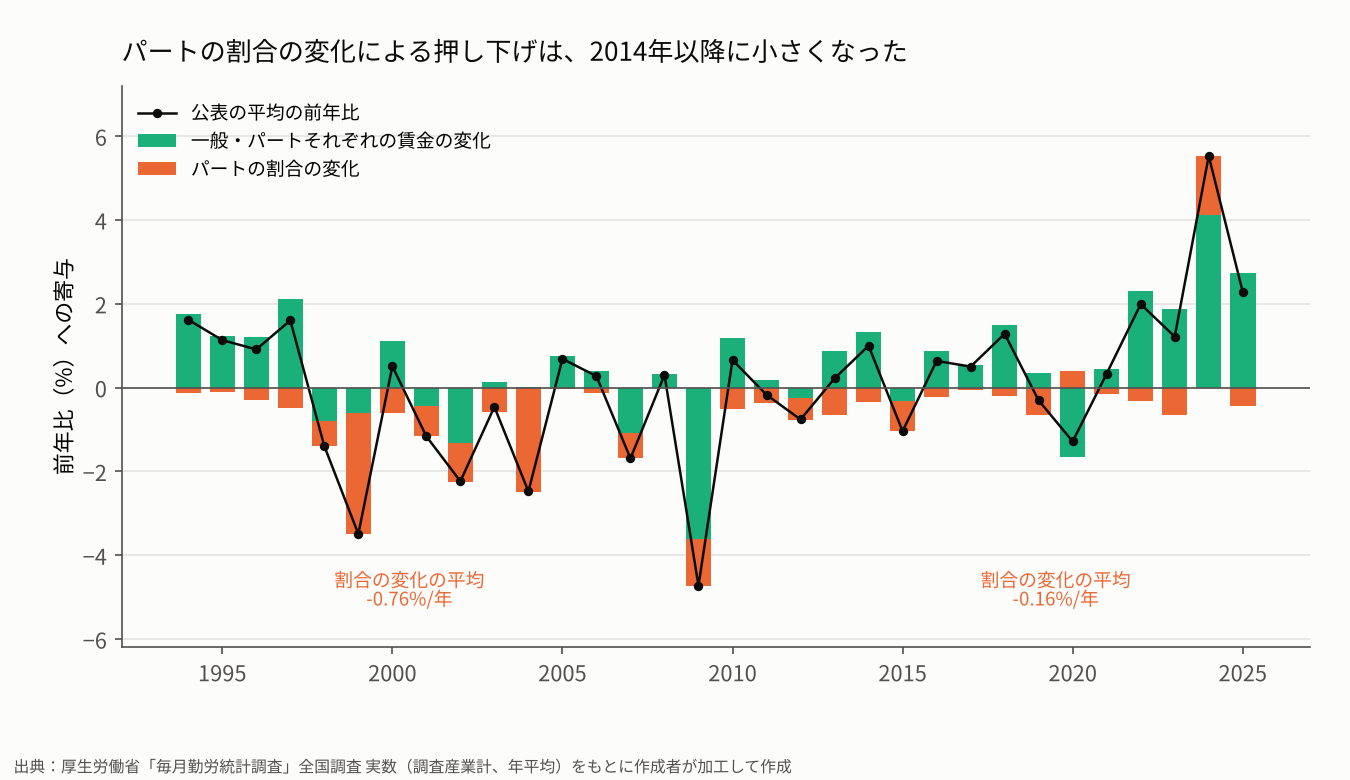 パートの割合の変化による押し下げは、2014年以降に小さくなった
公表の平均の前年比
一般・パートそれぞれの賃金の変化
パートの割合の変化
前年比（%）への寄与
6
4
2
0
−2
−4
−6
割合の変化の平均
-0.76%/年
割合の変化の平均
-0.16%/年
1995
2000
2005
2010
2015
2020
2025
出典：厚生労働省「毎月勤労統計調査」全国調査 実数（調査産業計、年平均）をもとに作成者が加工して作成